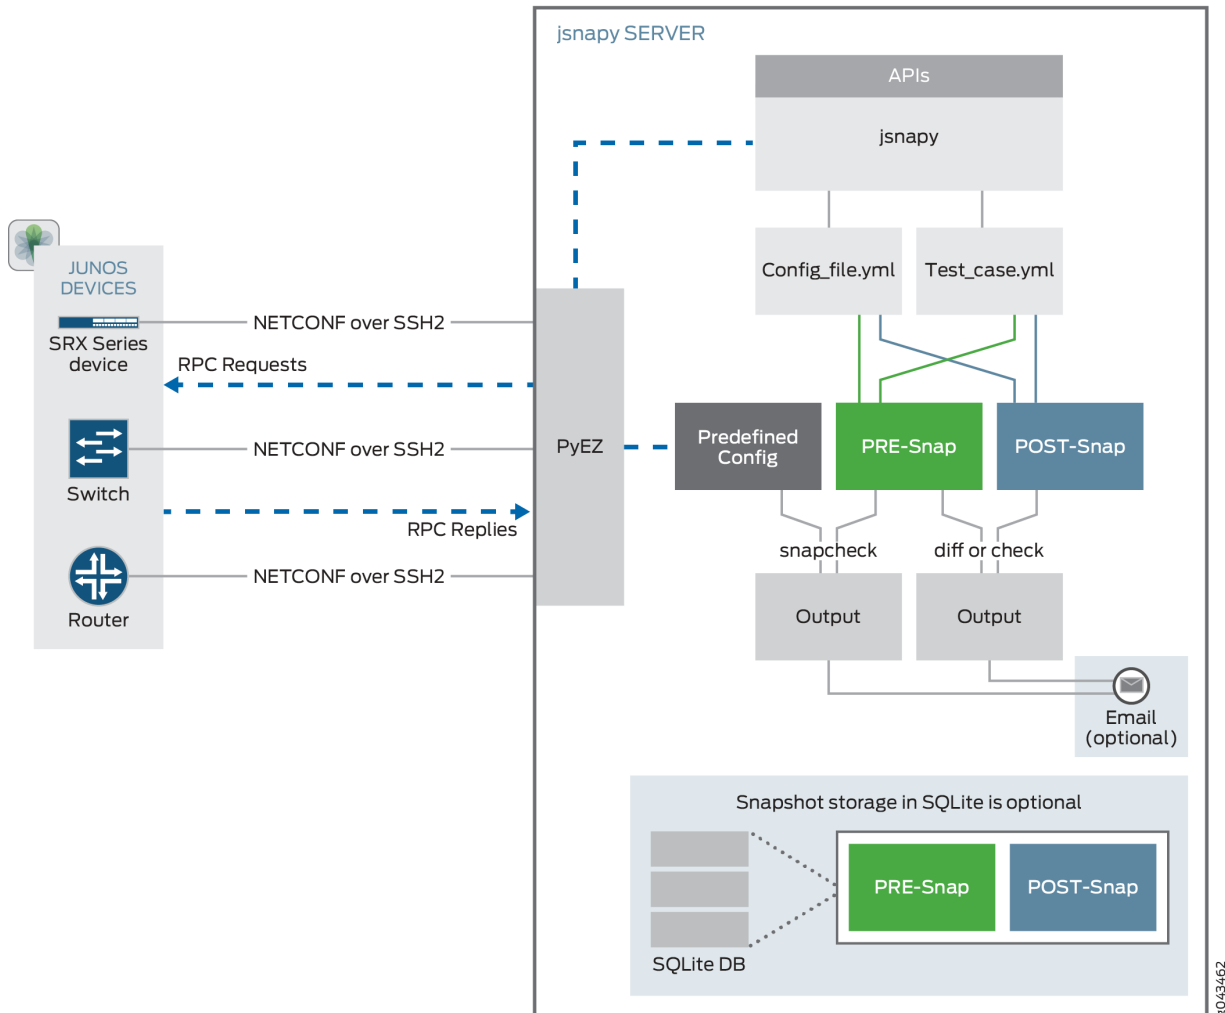 jsnapy SERVER
APIs
jsnapy
Config_file.yml
Test_case.yml
JUNOS
DEVICES
SRX Series
device
NETCONF over SSH2
RPC Requests
Switch
NETCONF over SSH2
RPC Replies
Router
NETCONF over SSH2
PyEZ
Predefined
Config
PRE-Snap
POST-Snap
snapcheck
diff or check
Output
Output
Email
(optional)
Snapshot storage in SQLite is optional
SQLite DB
PRE-Snap
POST-Snap
g043462